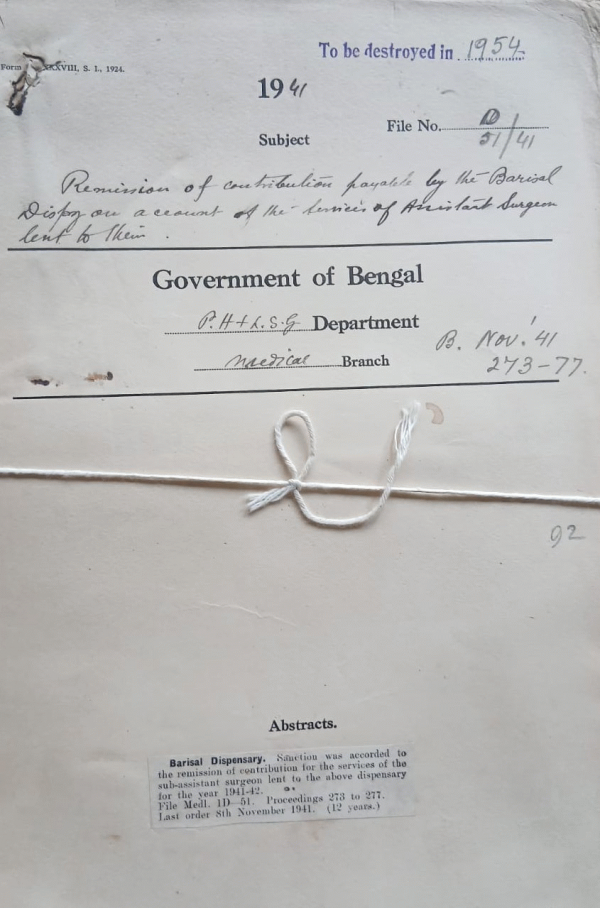 To be destroyed in 1954
Form XXXVIII, S. I., 1924.
1941
Subject
File No. 1D
51/41
Remission of contribution payable by the Barisal
Dispy on account of the services of Assistant Surgeon
lent to them.
Government of Bengal
P. H & L. S. G Department
Medical Branch
B. Nov.' 41
273-77.
92
Abstracts.
Barisal Dispensary. Sanction was accorded to
the remission of contribution for the services of the
sub-assistant surgeon lent to the above dispensary
for the year 1941-42.
File Medl. 1D—51. Proceedings 273 to 277.
Last order 8th November 1941. (12 years.)